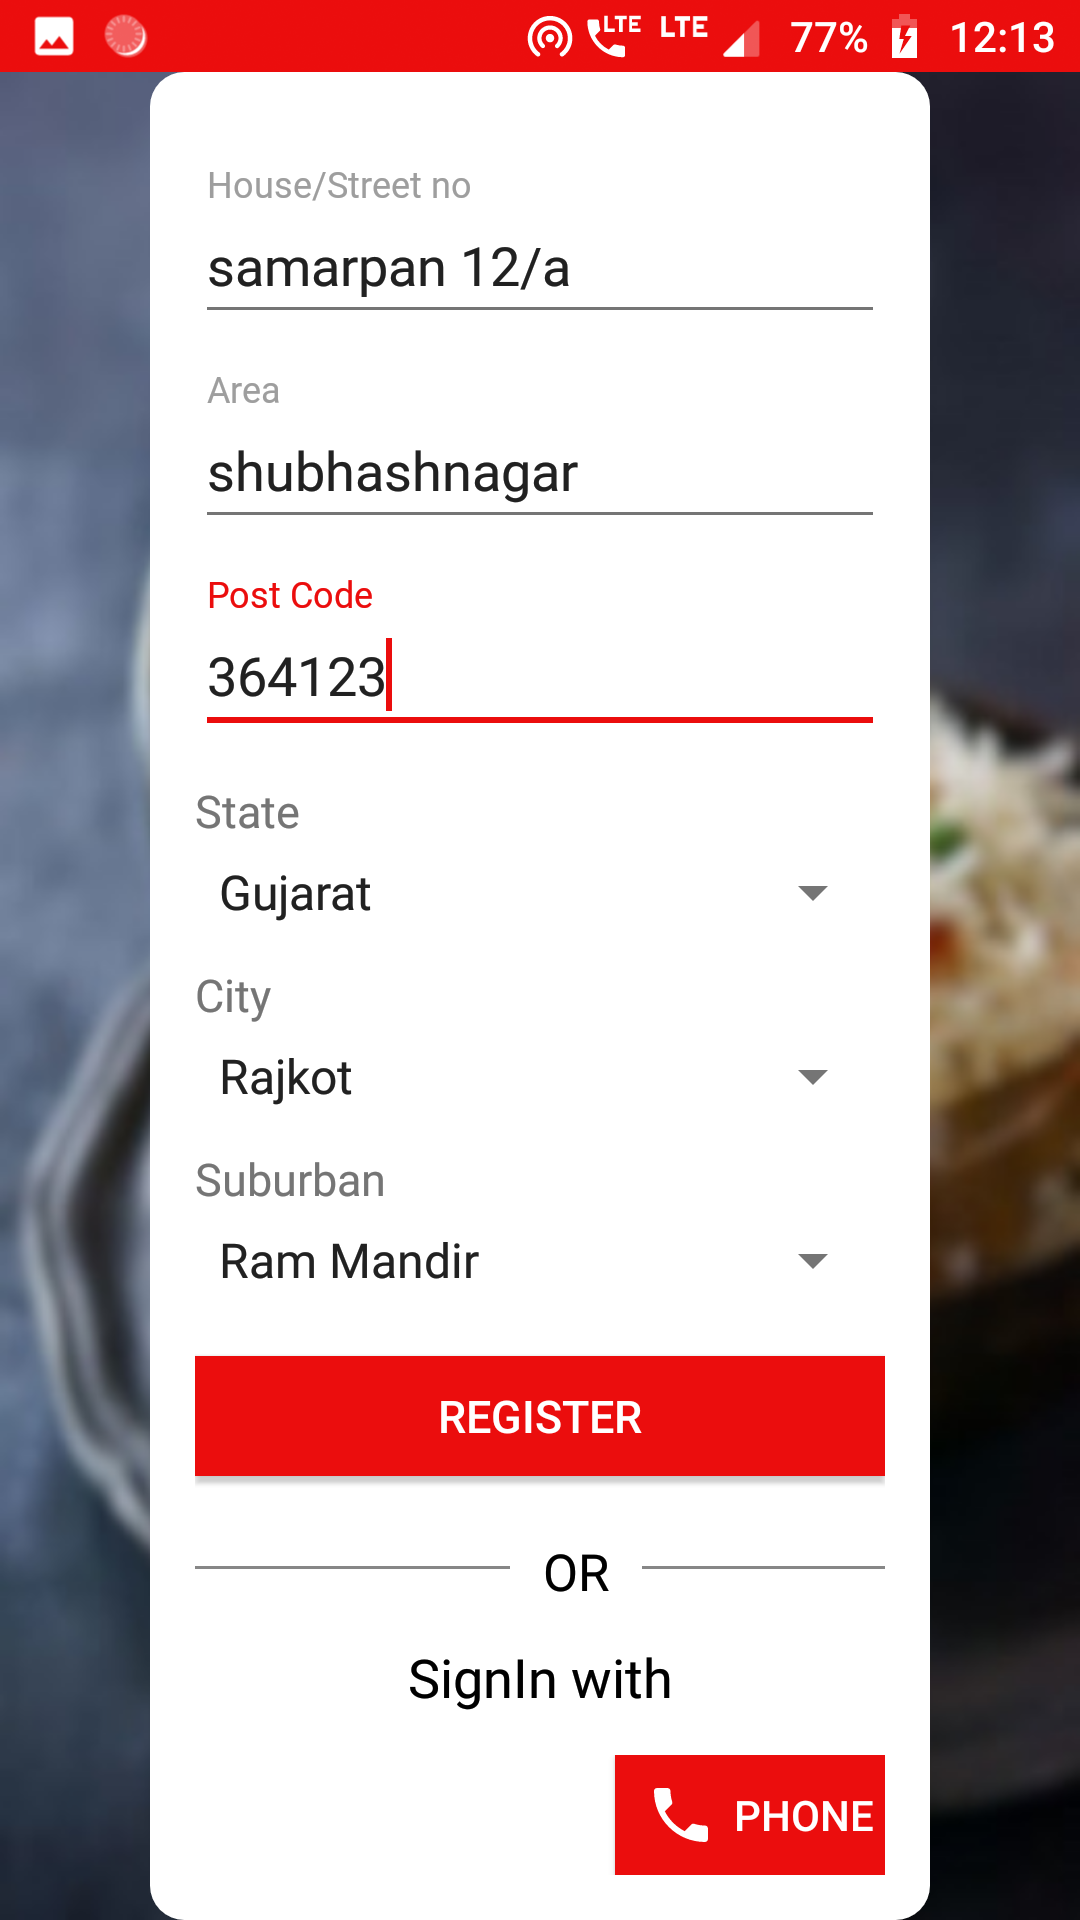 LTE LTE 77% 12:13
House/Street no
samarpan 12/a
Area
shubhashnagar
Post Code
364123
State
Gujarat
City
Rajkot
Suburban
Ram Mandir
REGISTER
OR
SignIn with
PHONE